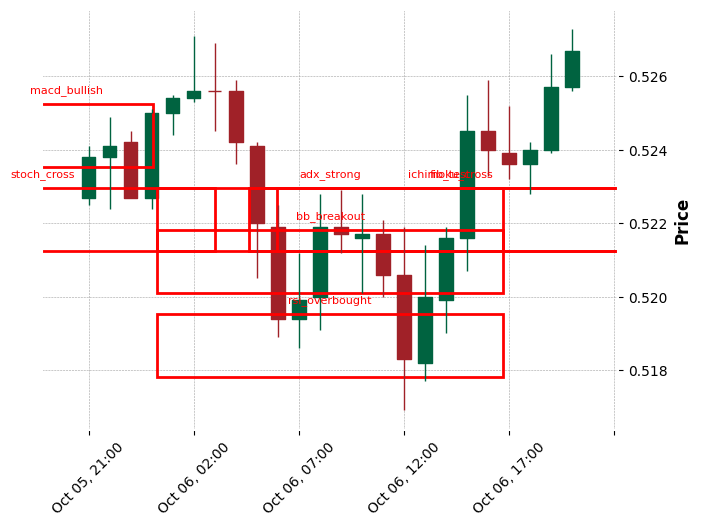 macd_bullish
stoch_cross
adx_strong
bb_breakout
rsi_overbought
0.526
0.524
0.522
0.520
0.518
Price
Oct 05, 21:00
Oct 06, 02:00
Oct 06, 07:00
Oct 06, 12:00
Oct 06, 17:00